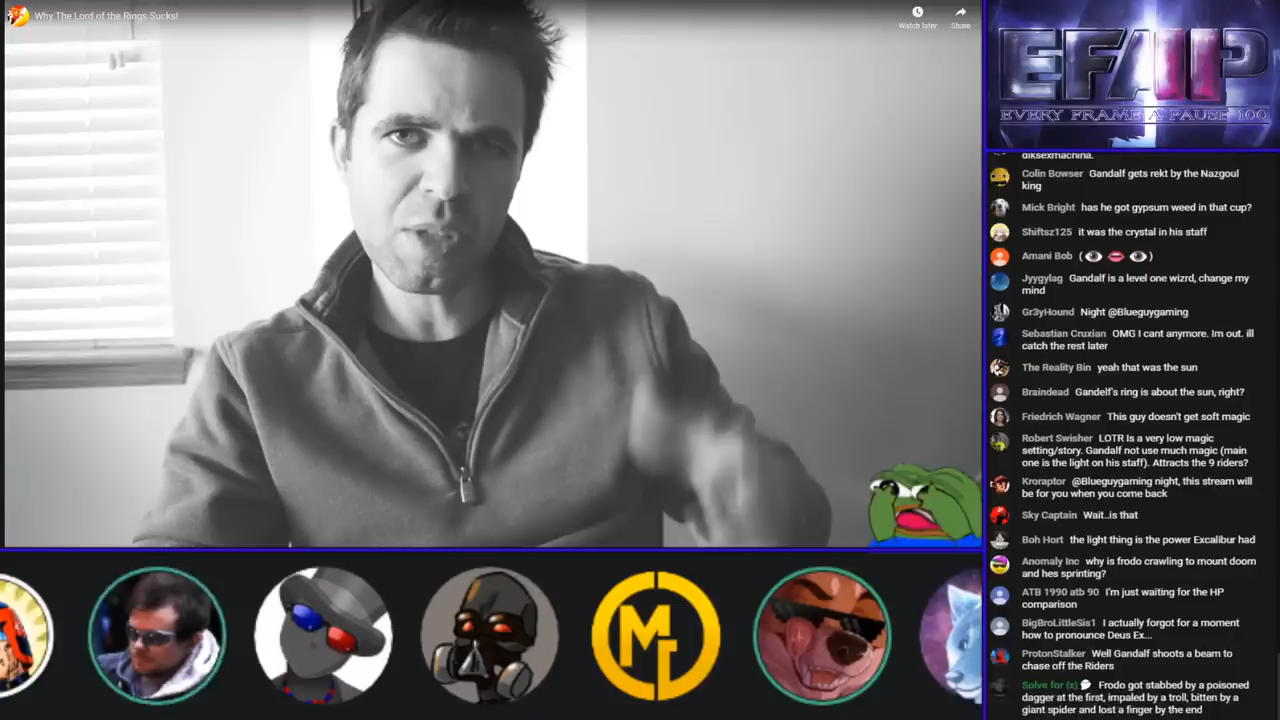 Why The Lord of the Rings Sucks!
Watch later
Share
EFAP
EVERY FRAME A PAUSE 100
diksexmachina.
Colin Bowser Gandalf gets rekt by the Nazgoul
king
Mick Bright has he got gypsum weed in that cup?
Shiftsz125 it was the crystal in his staff
Amani Bob (👁👄👁)
Jyygylag Gandalf is a level one wizrd, change my
mind
Gr3yHound Night @Blueguygaming
Sebastian Cruxian OMG I cant anymore. Im out. ill
catch the rest later
The Reality Bin yeah that was the sun
Braindead Gandelf's ring is about the sun, right?
Friedrich Wagner This guy doesn't get soft magic
Robert Swisher LOTR Is a very low magic
setting/story. Gandalf not use much magic (main
one is the light on his staff). Attracts the 9 riders?
Kroraptor @Blueguygaming night, this stream will
be for you when you come back
Sky Captain Wait..is that
Boh Hort the light thing is the power Excalibur had
Anomaly Inc why is frodo crawling to mount doom
and hes sprinting?
ATB 1990 atb 90 I'm just waiting for the HP
comparison
BigBroLittleSis1 I actually forgot for a moment
how to pronounce Deus Ex...
ProtonStalker Well Gandalf shoots a beam to
chase off the Riders
Solve for (x) Frodo got stabbed by a poisoned
dagger at the first, impaled by a troll, bitten by a
giant spider and lost a finger by the end